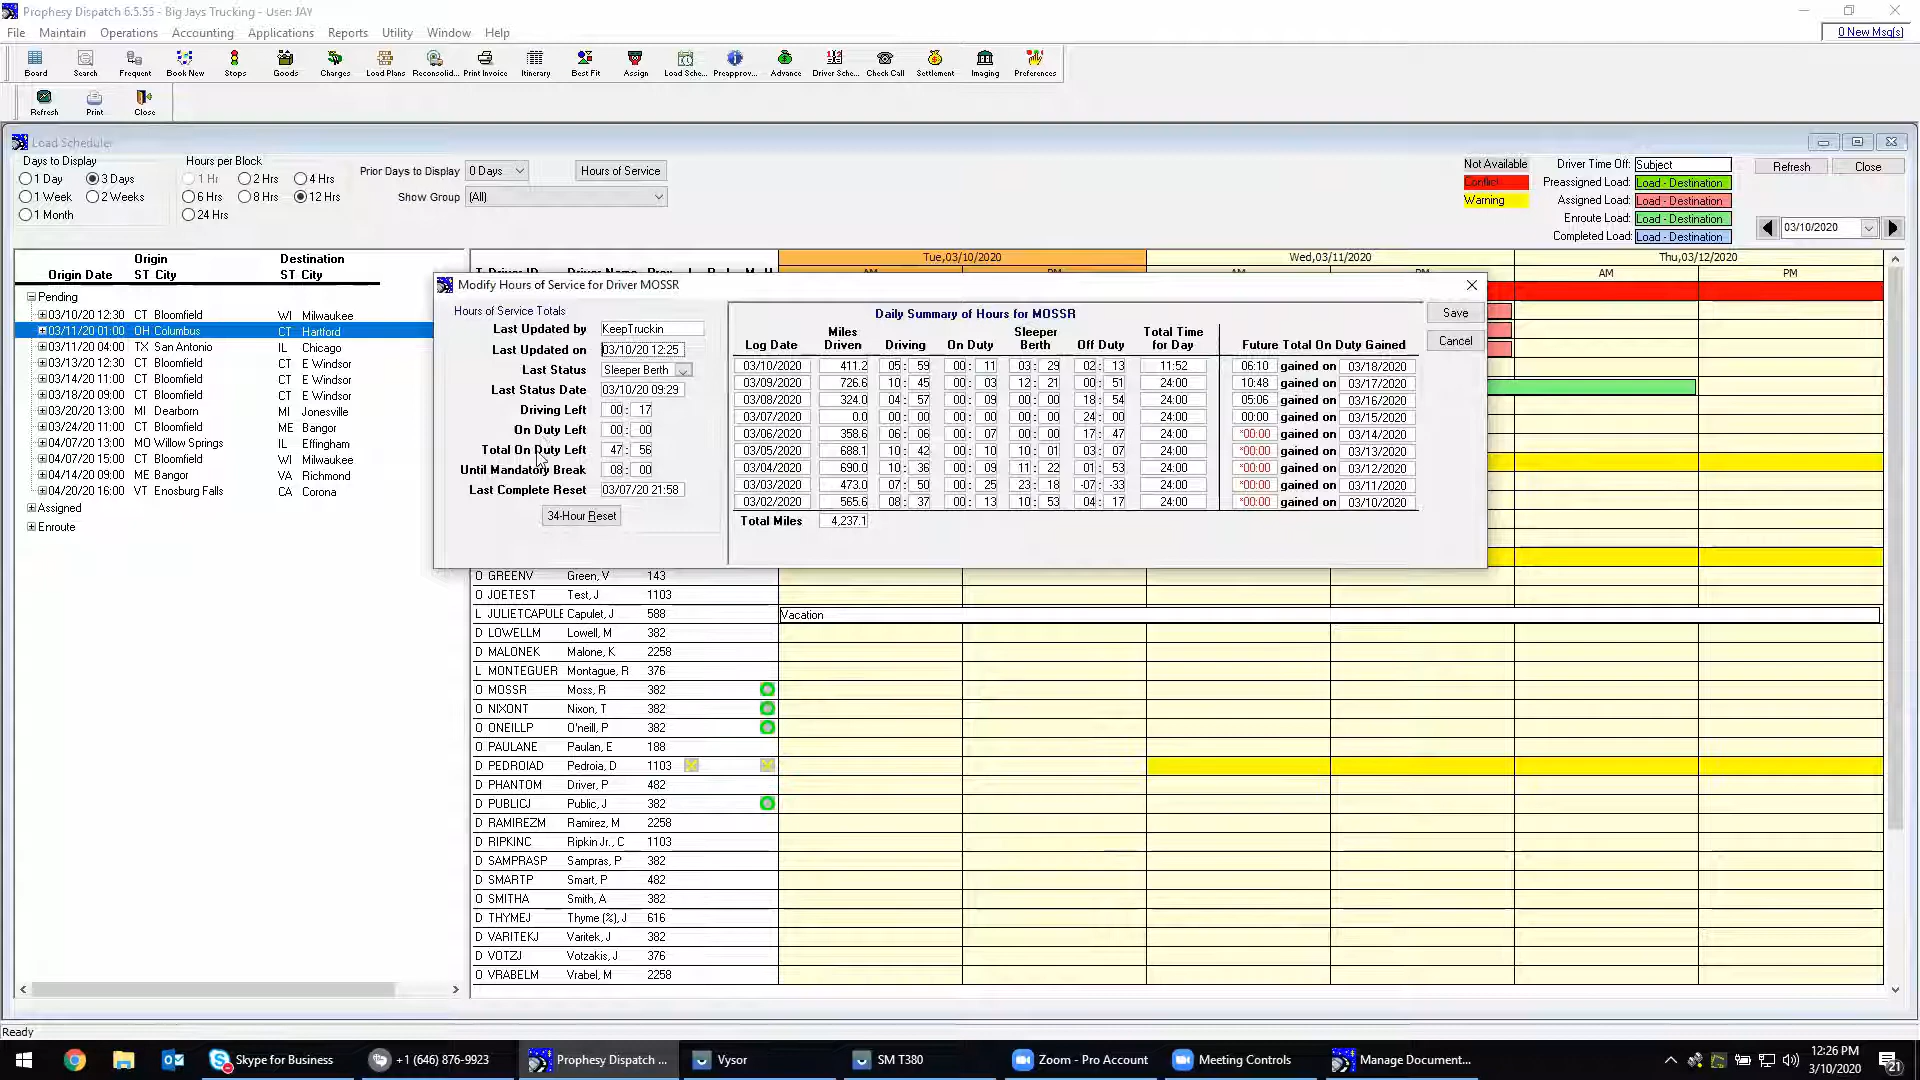 Prophesy Dispatch 6.5.55 - Big Jays Trucking - User: JAY
File Maintain Operations Accounting Applications Reports Utility Window Help
0 New Msg(s)
Board Search Frequent Book New Stops Goods Charges Load Plans Reconsolid... Print Invoice Itinerary Best Fit Assign Load Sche... Preapprov... Advance Driver Sche... Check Call Settlement Imaging Preferences
Refresh Print Close
Load Scheduler
Days to Display
1 Day 3 Days
1 Week 2 Weeks
1 Month
Hours per Block
1 Hr 2 Hrs 4 Hrs
6 Hrs 8 Hrs 12 Hrs
24 Hrs
Prior Days to Display 0 Days Hours of Service
Show Group (All)
Not Available
Conflict
Warning
Driver Time Off: Subject
Preassigned Load: Load - Destination
Assigned Load: Load - Destination
Enroute Load: Load - Destination
Completed Load: Load - Destination
Refresh Close
03/10/2020
Origin Destination
Origin Date ST City ST City
Pending
03/10/20 12:30 CT Bloomfield WI Milwaukee
03/11/20 01:00 OH Columbus CT Hartford
03/11/20 04:00 TX San Antonio IL Chicago
03/13/20 12:30 CT Bloomfield CT E Windsor
03/14/20 11:00 CT Bloomfield CT E Windsor
03/18/20 09:00 CT Bloomfield CT E Windsor
03/20/20 13:00 MI Dearborn MI Jonesville
03/24/20 11:00 CT Bloomfield ME Bangor
04/07/20 13:00 MO Willow Springs IL Effingham
04/07/20 15:00 CT Bloomfield WI Milwaukee
04/14/20 09:00 ME Bangor VA Richmond
04/20/20 16:00 VT Enosburg Falls CA Corona
Assigned
Enroute
Tue,03/10/2020 Wed,03/11/2020 Thu,03/12/2020
AM PM
Modify Hours of Service for Driver MOSSR
Hours of Service Totals
Last Updated by KeepTruckin
Last Updated on 03/10/20 12:25
Last Status Sleeper Berth
Last Status Date 03/10/20 09:29
Driving Left 00 : 17
On Duty Left 00 : 00
Total On Duty Left 47 : 56
Until Mandatory Break 08 : 00
Last Complete Reset 03/07/20 21:58
34-Hour Reset
Daily Summary of Hours for MOSSR
Save
Cancel
Log Date Miles Driven Driving On Duty Sleeper Berth Off Duty Total Time for Day Future Total On Duty Gained
03/10/2020 411.2 05 : 59 00 : 11 03 : 29 02 : 13 11:52 06:10 gained on 03/18/2020
03/09/2020 726.6 10 : 45 00 : 03 12 : 21 00 : 51 24:00 10:48 gained on 03/17/2020
03/08/2020 324.0 04 : 57 00 : 09 00 : 00 18 : 54 24:00 05:06 gained on 03/16/2020
03/07/2020 0.0 00 : 00 00 : 00 00 : 00 24 : 00 24:00 00:00 gained on 03/15/2020
03/06/2020 358.6 06 : 06 00 : 07 00 : 00 17 : 47 24:00 *00:00 gained on 03/14/2020
03/05/2020 688.1 10 : 42 00 : 10 10 : 01 03 : 07 24:00 *00:00 gained on 03/13/2020
03/04/2020 690.0 10 : 36 00 : 09 11 : 22 01 : 53 24:00 *00:00 gained on 03/12/2020
03/03/2020 473.0 07 : 50 00 : 25 23 : 18 -07 : -33 24:00 *00:00 gained on 03/11/2020
03/02/2020 565.6 08 : 37 00 : 13 10 : 53 04 : 17 24:00 *00:00 gained on 03/10/2020
Total Miles 4,237.1
O GREENV Green, V 143
O JOETEST Test, J 1103
L JULIETCAPULE Capulet, J 588 Vacation
D LOWELLM Lowell, M 382
D MALONEK Malone, K 2258
L MONTEGUER Montague, R 376
O MOSSR Moss, R 382
O NIXONT Nixon, T 382
O ONEILLP O'neill, P 382
O PAULANE Paulan, E 188
D PEDROIAD Pedroia, D 1103
D PHANTOM Driver, P 482
D PUBLICJ Public, J 382
D RAMIREZM Ramirez, M 2258
D RIPKINC Ripkin Jr., C 1103
D SAMPRASP Sampras, P 382
D SMARTP Smart, P 482
O SMITHA Smith, A 382
D THYMEJ Thyme (%), J 616
D VARITEKJ Varitek, J 382
D VOTZJ Votzakis, J 376
O VRABELM Vrabel, M 2258
Ready
Skype for Business +1 (646) 876-9923 Prophesy Dispatch ... Vysor SM T380 Zoom - Pro Account Meeting Controls Manage Document...
12:26 PM
3/10/2020
21